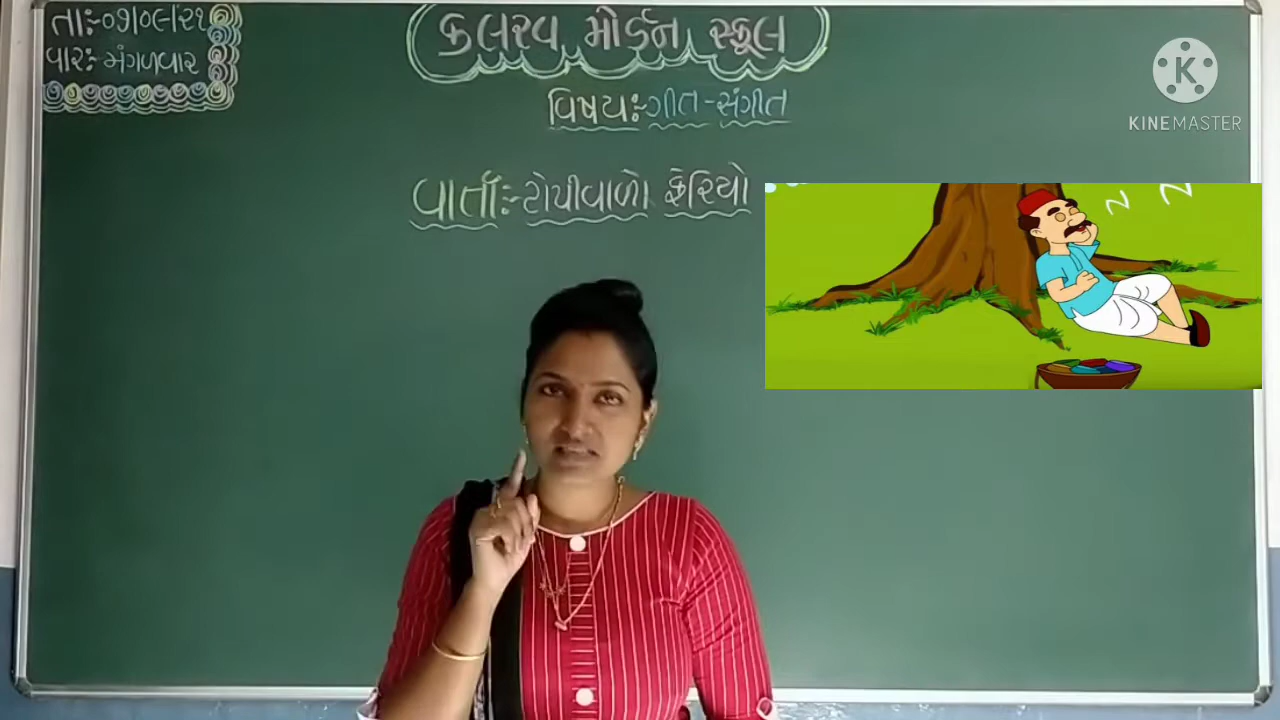 તાઃ-૦૭/૦૯/૨૧
વારઃ મંગળવાર
કલરવ મોર્ડન સ્કૂલ
વિષયઃ-ગીત-સંગીત
વાર્તાઃ-ટોપીવાળો ફેરિયો
KINEMASTER
Z Z